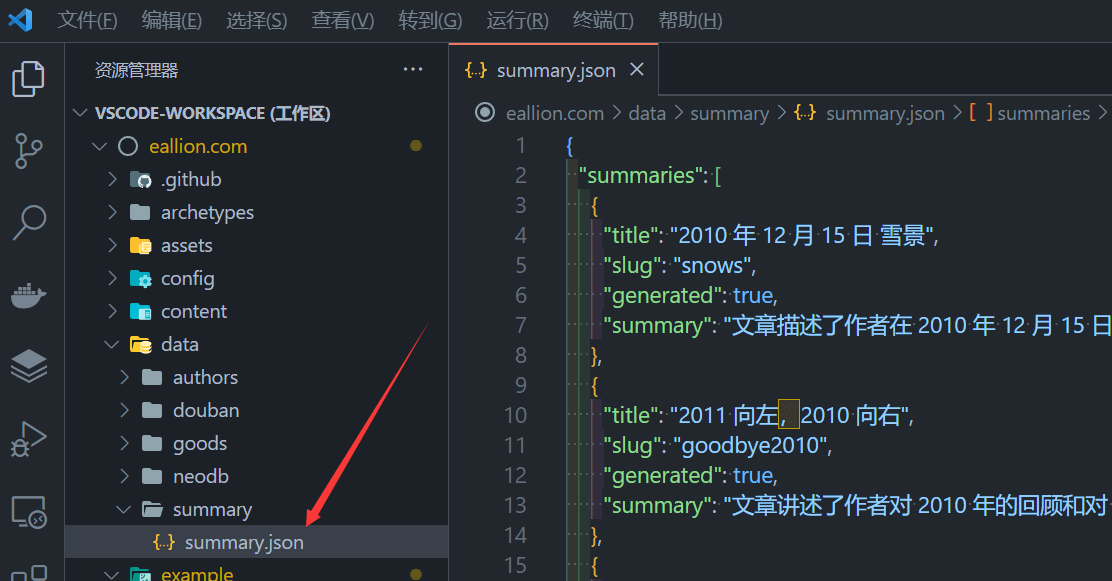 文件(F) 编辑(E) 选择(S) 查看(V) 转到(G) 运行(R) 终端(T) 帮助(H)
资源管理器 ···
VSCODE-WORKSPACE (工作区)
eallion.com
.github
archetypes
assets
config
content
data
authors
douban
goods
neodb
summary
{..} summary.json
example
{..} summary.json ×
eallion.com > data > summary > {..} summary.json > [ ] summaries >
1 {
2 "summaries": [
3 {
4 "title": "2010 年 12 月 15 日 雪景",
5 "slug": "snows",
6 "generated": true,
7 "summary": "文章描述了作者在 2010 年 12 月 15 日
8 },
9 {
10 "title": "2011 向左，2010 向右",
11 "slug": "goodbye2010",
12 "generated": true,
13 "summary": "文章讲述了作者对 2010 年的回顾和对
14 },
15 {